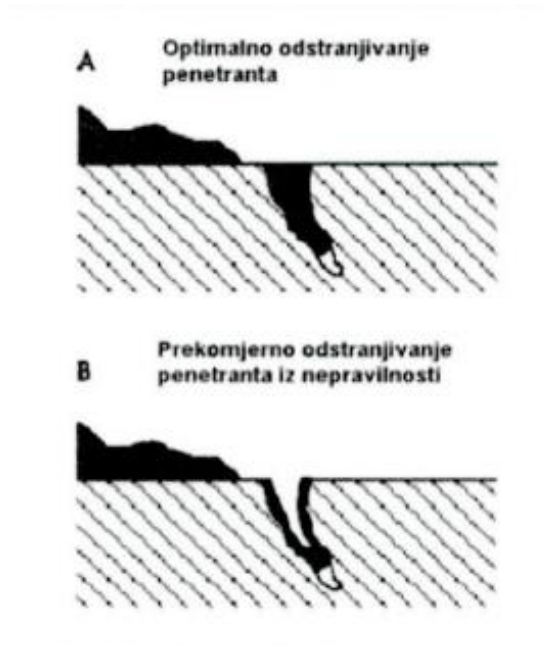 A
Optimalno odstranjivanje
penetranta
B
Prekomjerno odstranjivanje
penetranta iz nepravilnosti